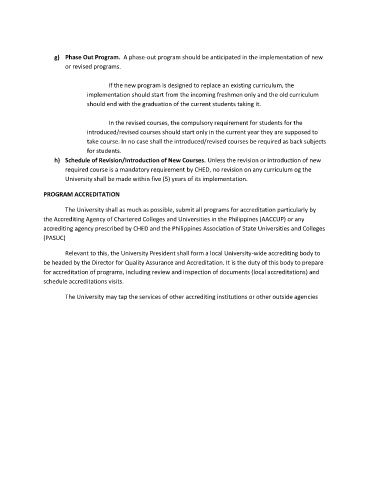 g) Phase Out Program. A phase-out program should be anticipated in the implementation of new
or revised programs.
If the new program is designed to replace an existing curriculum, the
implementation should start from the incoming freshmen only and the old curriculum
should end with the graduation of the current students taking it.
In the revised courses, the compulsory requirement for students for the
introduced/revised courses should start only in the current year they are supposed to
take course. In no case shall the introduced/revised courses be required as back subjects
for students.
h) Schedule of Revision/Introduction of New Courses. Unless the revision or introduction of new
required course is a mandatory requirement by CHED, no revision on any curriculum og the
University shall be made within five (5) years of its implementation.
PROGRAM ACCREDITATION
The University shall as much as possible, submit all programs for accreditation particularly by
the Accrediting Agency of Chartered Colleges and Universities in the Philippines (AACCUP) or any
accrediting agency prescribed by CHED and the Philippines Association of State Universities and Colleges
(PASUC)
Relevant to this, the University President shall form a local University-wide accrediting body to
be headed by the Director for Quality Assurance and Accreditation. It is the duty of this body to prepare
for accreditation of programs, including review and inspection of documents (local accreditations) and
schedule accreditations visits.
The University may tap the services of other accrediting institutions or other outside agencies